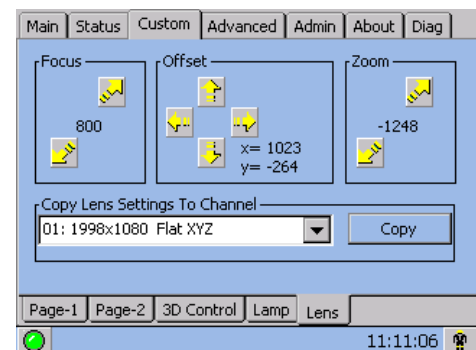 Main Status Custom Advanced Admin About Diag
Focus Offset Zoom
800 -1248
x= 1023
y= -264
Copy Lens Settings To Channel
01: 1998x1080 Flat XYZ Copy
Page-1 Page-2 3D Control Lamp Lens
11:11:06